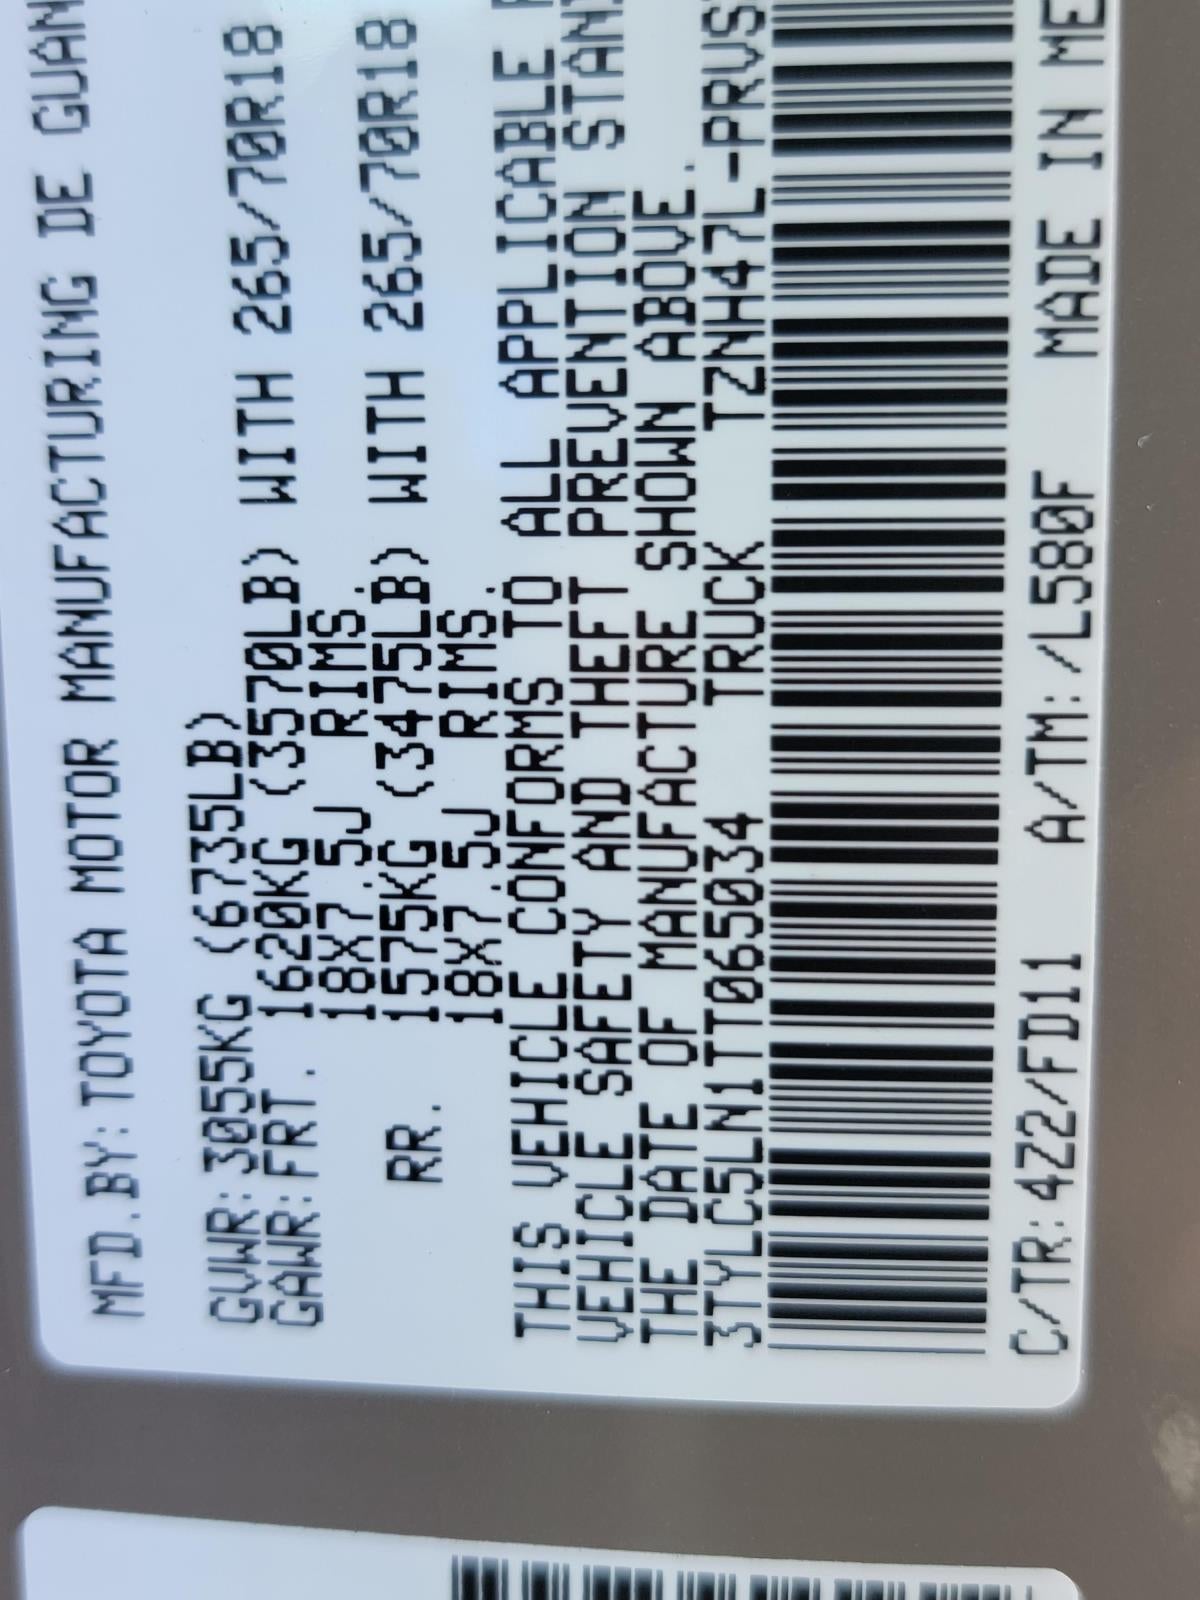 MFD.BY:TOYOTA MOTOR MANUFACTURING DE GUAN
GVWR:3055KG (6735LB)
GAWR:FRT. 1620KG (3570LB) WITH 265/70R18
18X7.5J RIMS.
RR. 1575KG (3475LB) WITH 265/70R18
18X7.5J RIMS.
THIS VEHICLE CONFORMS TO ALL APPLICABLE
VEHICLE SAFETY AND THEFT PREVENTION STAN
THE DATE OF MANUFACTURE SHOWN ABOVE.
3TYLC5LN1TT065034 TRUCK TZNH47L-PRVS
C/TR:4Z2/FD11 A/TM:/L580F MADE IN ME